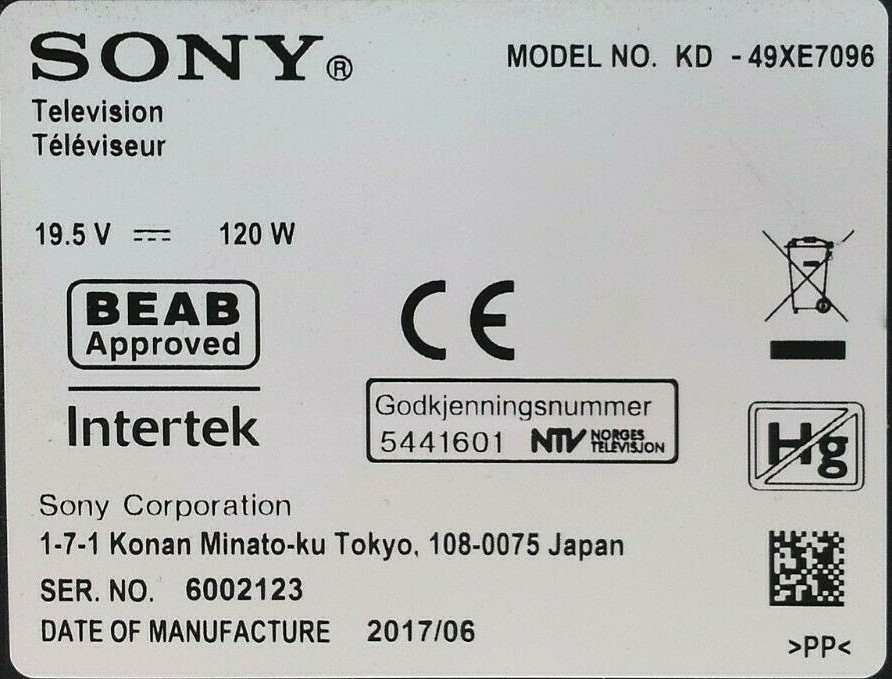 SONY®
MODEL NO. KD - 49XE7096
Television
Téléviseur
19.5 V ⎓ 120 W
BEAB
Approved
CE
Intertek
Godkjenningsnummer
5441601 NTV NORGES TELEVISJON
Hg
Sony Corporation
1-7-1 Konan Minato-ku Tokyo, 108-0075 Japan
SER. NO. 6002123
DATE OF MANUFACTURE 2017/06
>PP<